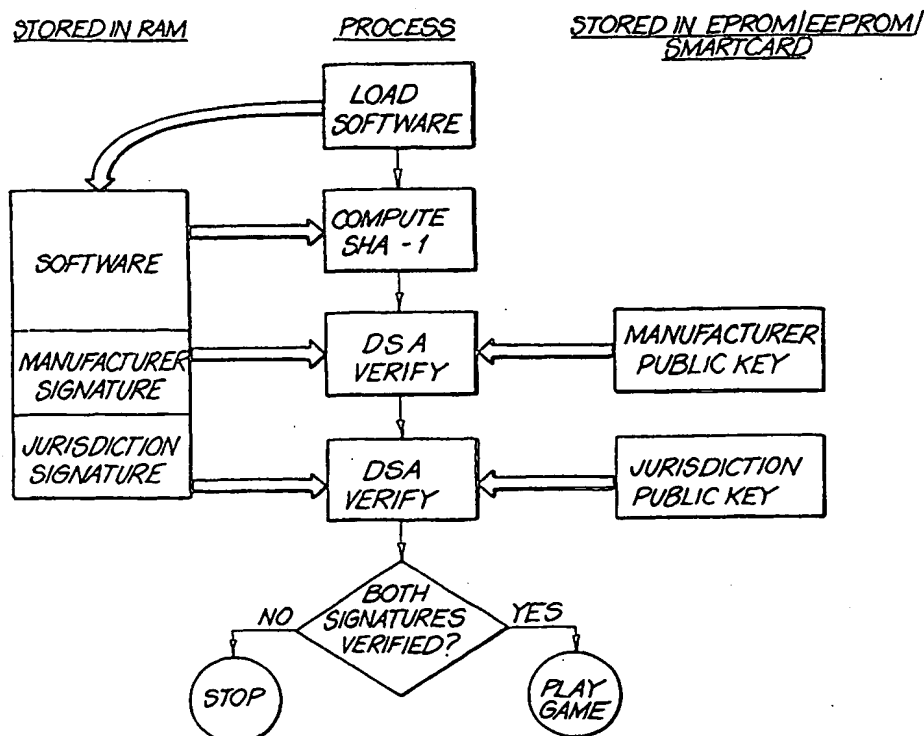 STORED IN RAM
PROCESS
STORED IN EPROM/EEPROM/
SMARTCARD
LOAD
SOFTWARE
SOFTWARE
COMPUTE
SHA - 1
MANUFACTURER
SIGNATURE
DSA
VERIFY
MANUFACTURER
PUBLIC KEY
JURISDICTION
SIGNATURE
DSA
VERIFY
JURISDICTION
PUBLIC KEY
BOTH
SIGNATURES
VERIFIED?
NO
YES
STOP
PLAY
GAME